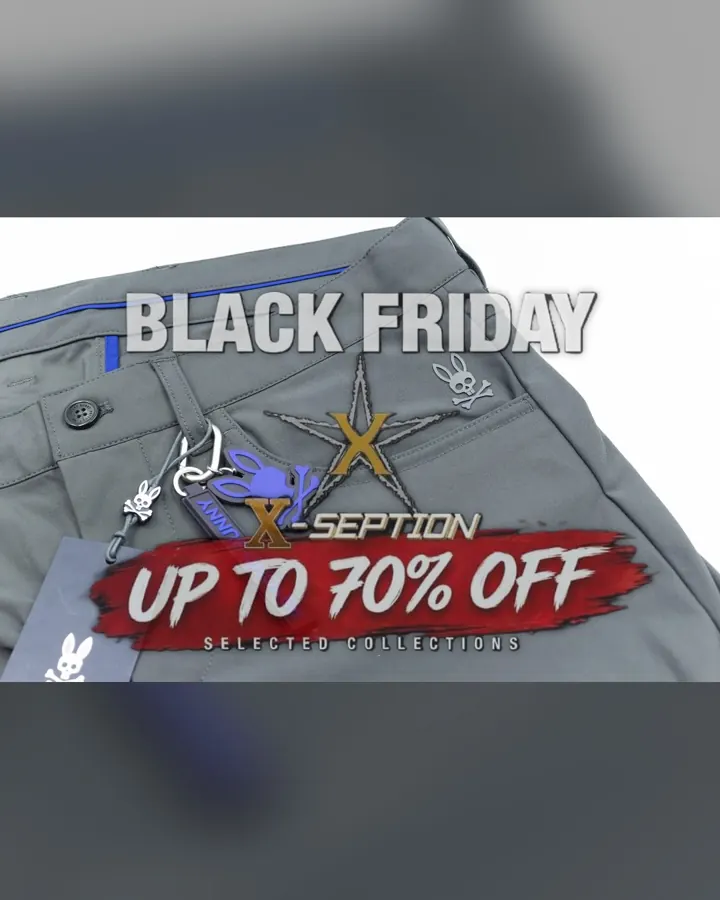 BLACK FRIDAY
X
X-SEPTION
UP TO 70% OFF
SELECTED COLLECTIONS